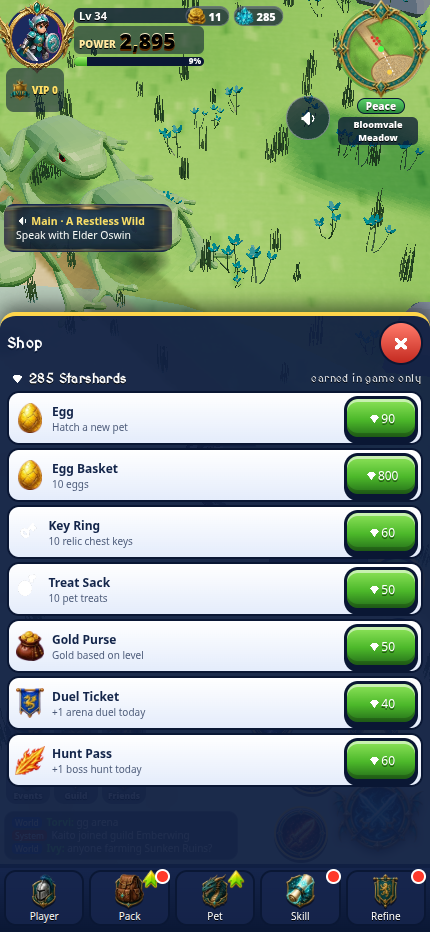 Lv 34
11
285
POWER 2,895
9%
VIP 0
Peace
Bloomvale
Meadow
Main · A Restless Wild
Speak with Elder Oswin
Shop
285 Starshards
earned in game only
Egg
Hatch a new pet
90
Egg Basket
10 eggs
800
Key Ring
10 relic chest keys
60
Treat Sack
10 pet treats
50
Gold Purse
Gold based on level
50
Duel Ticket
+1 arena duel today
40
Hunt Pass
+1 boss hunt today
60
Guild
Friends
Player
Pack
Pet
Skill
Refine